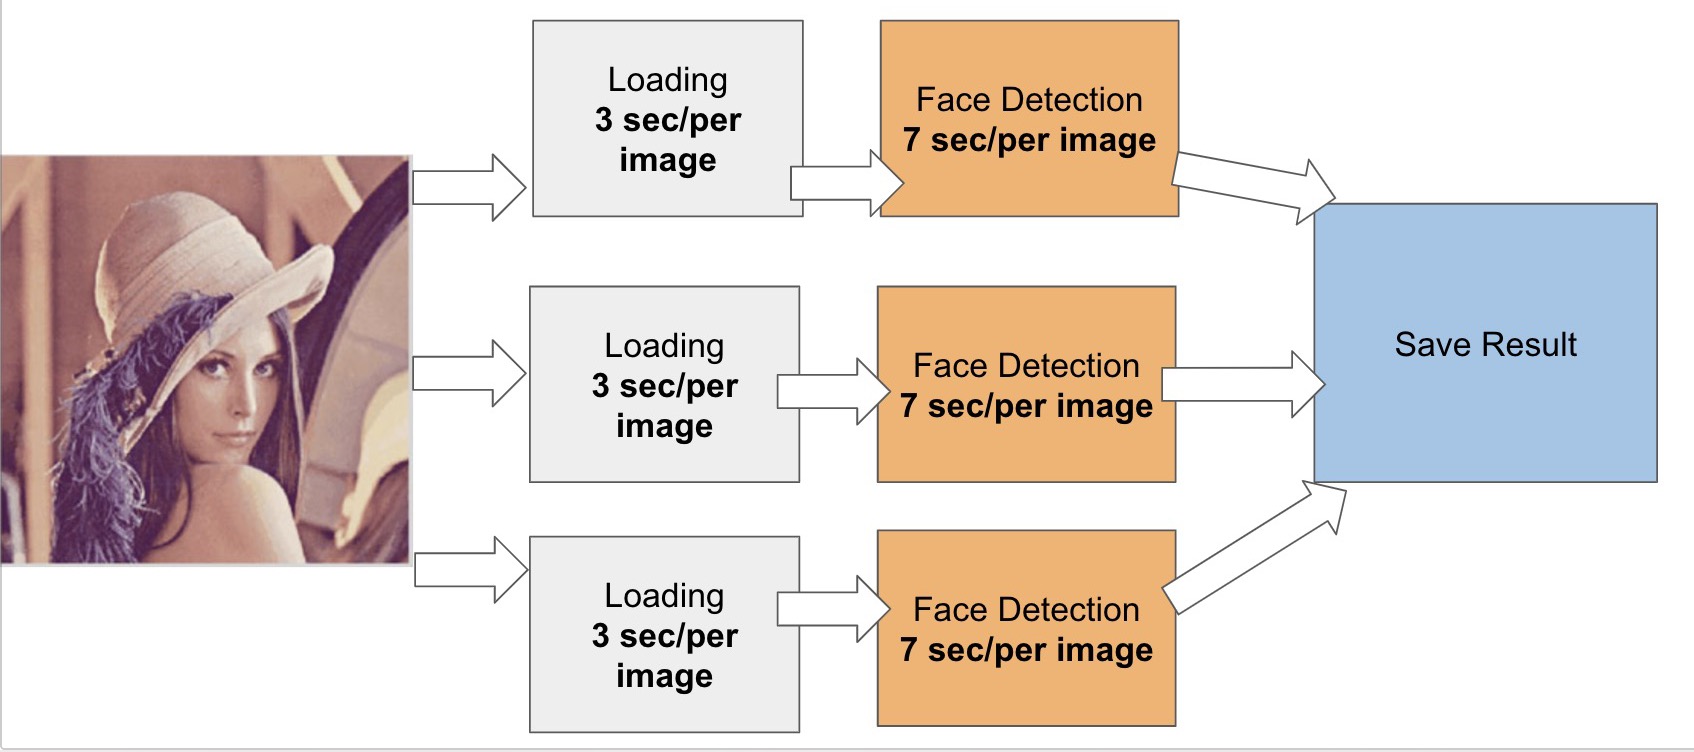 Loading
3 sec/per
image
Face Detection
7 sec/per image
Loading
3 sec/per
image
Face Detection
7 sec/per image
Save Result
Loading
3 sec/per
image
Face Detection
7 sec/per image